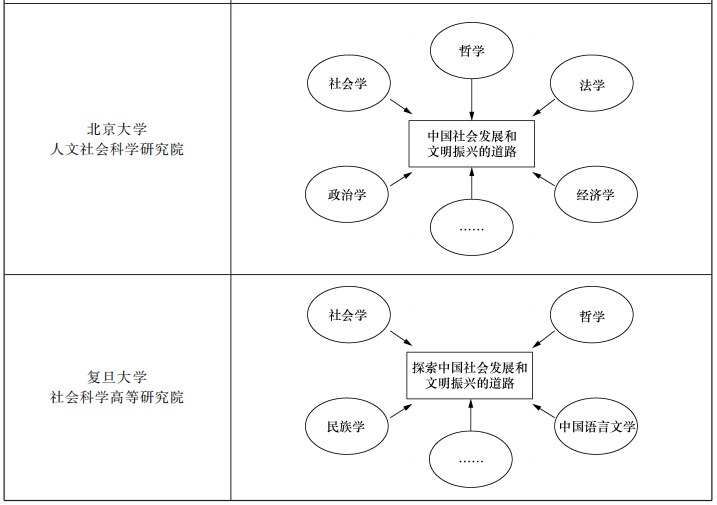 北京大学
人文社会科学研究院
哲学
社会学
法学
中国社会发展和
文明振兴的道路
政治学
经济学
……
复旦大学
社会科学高等研究院
社会学
哲学
探索中国社会发展和
文明振兴的道路
民族学
中国语言文学
……